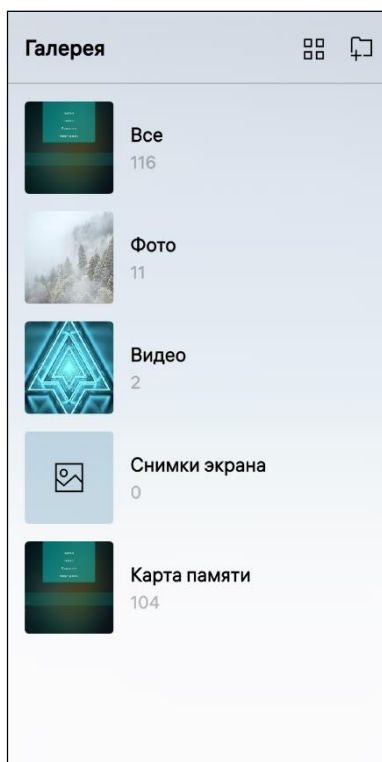 Галерея
Все
116
Фото
11
Видео
2
Снимки экрана
0
Карта памяти
104